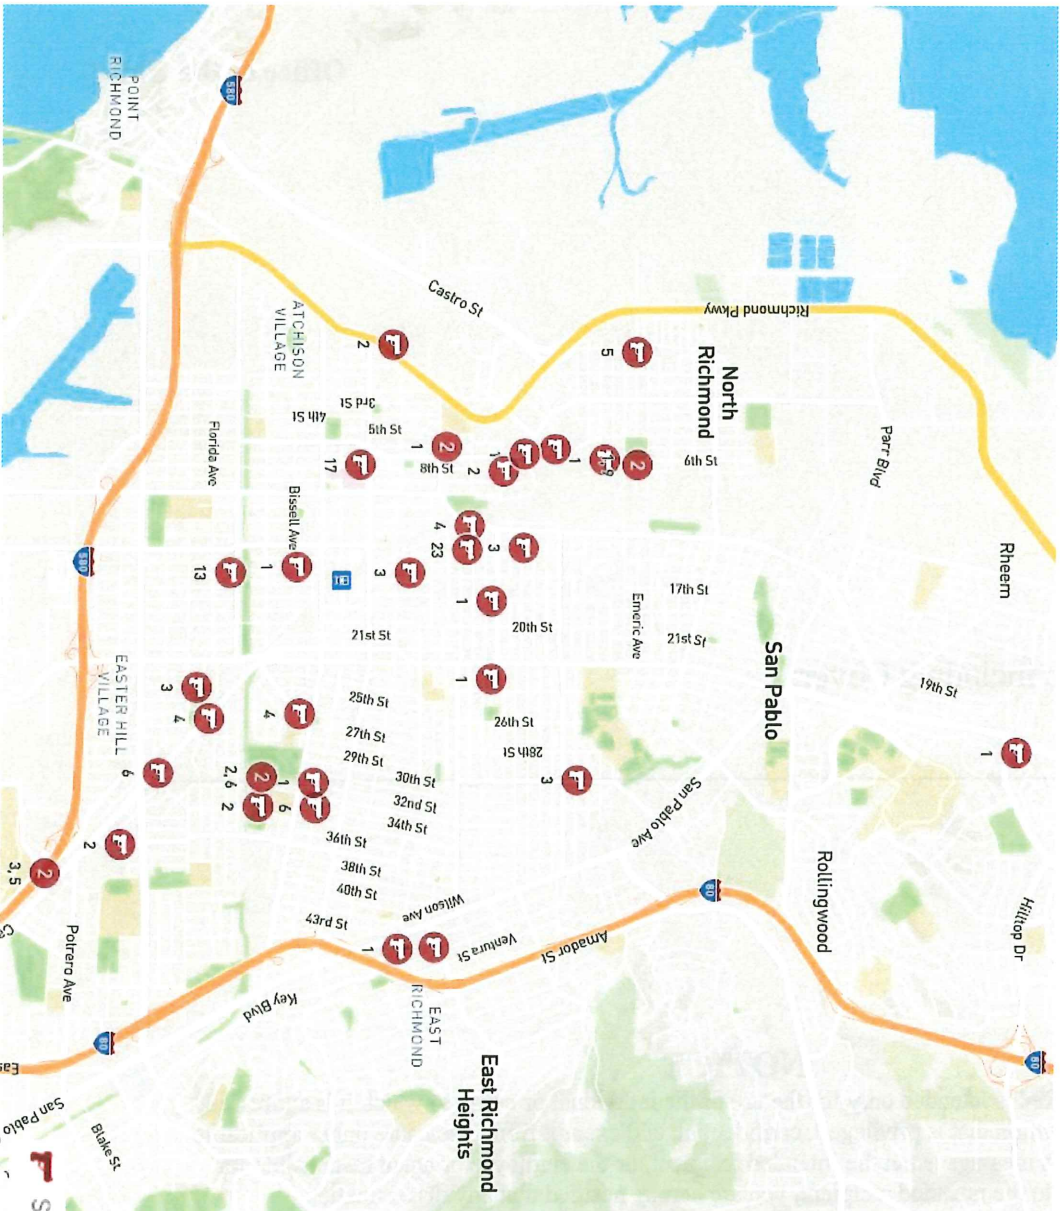 POINT
RICHMOND
580
Castro St
ATCHISON
VILLAGE
Richmond Pkwy
2
5
North
Richmond
3rd St
4th St
5th St
Florida Ave
Parr Blvd
17
8th St
1
2
2
1
1
2
6th St
Bissell Ave
4
23
3
Rheem
580
13
1
3
1
17th St
Emeric Ave
20th St
21st St
21st St
San Pablo
EASTER HILL
VILLAGE
3
4
4
1
25th St
26th St
19th St
27th St
28th St
29th St
1
6
2, 6
2
2
1
6
30th St
3
32nd St
34th St
San Pablo Ave
36th St
2
38th St
40th St
Rollingwood
3, 5
2
80
Wilson Ave
43rd St
Hilltop Dr
Potrero Ave
1
Ventura St
Amador St
Key Blvd
EAST
RICHMOND
80
80
East Richmond
Heights
San Pablo
Blake St